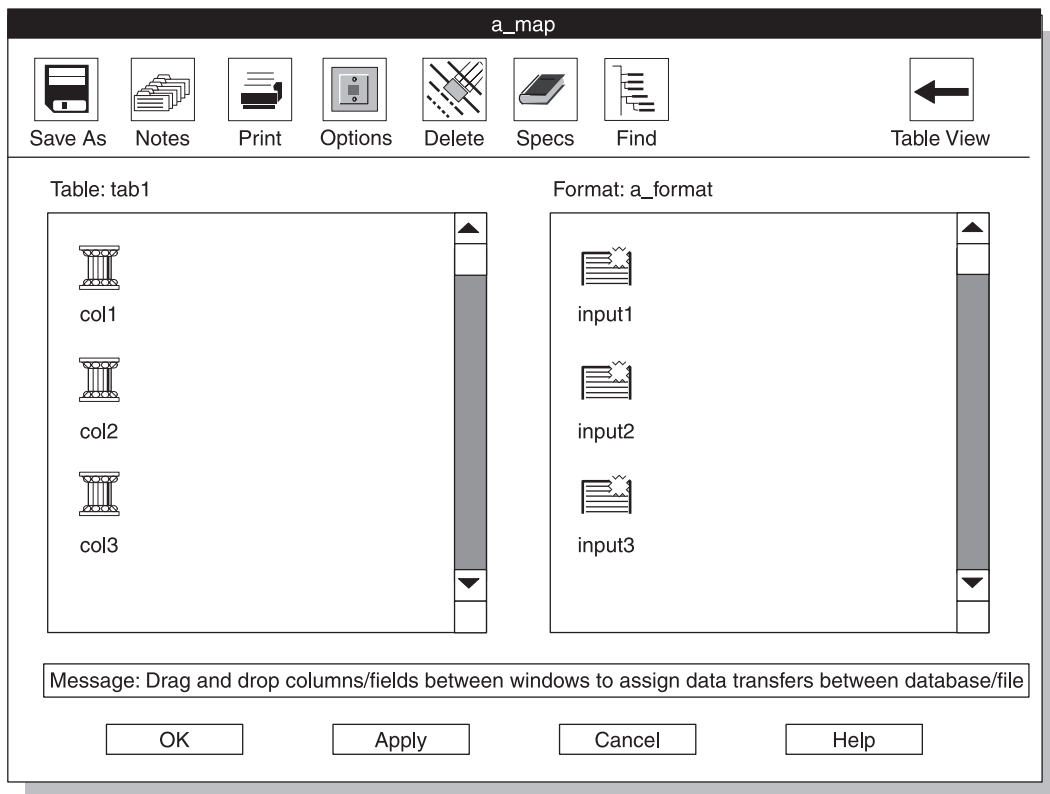 a_map
Save As Notes Print Options Delete Specs Find Table View
Table: tab1
col1
col2
col3
Format: a_format
input1
input2
input3
Message: Drag and drop columns/fields between windows to assign data transfers between database/file
OK Apply Cancel Help